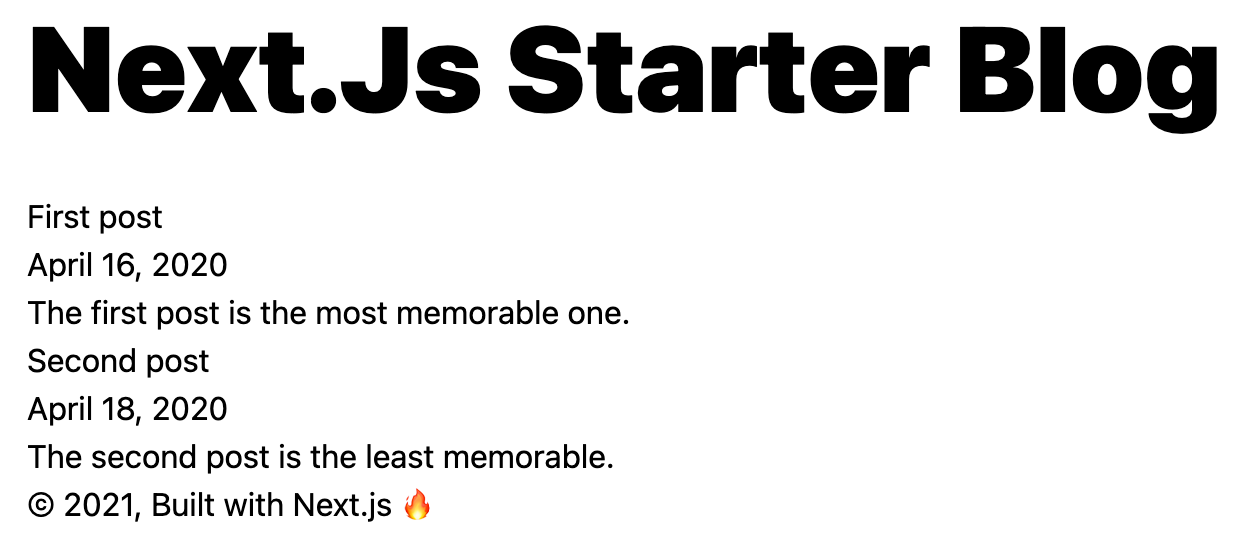 Next.Js Starter Blog
First post
April 16, 2020
The first post is the most memorable one.
Second post
April 18, 2020
The second post is the least memorable.
© 2021, Built with Next.js 🔥